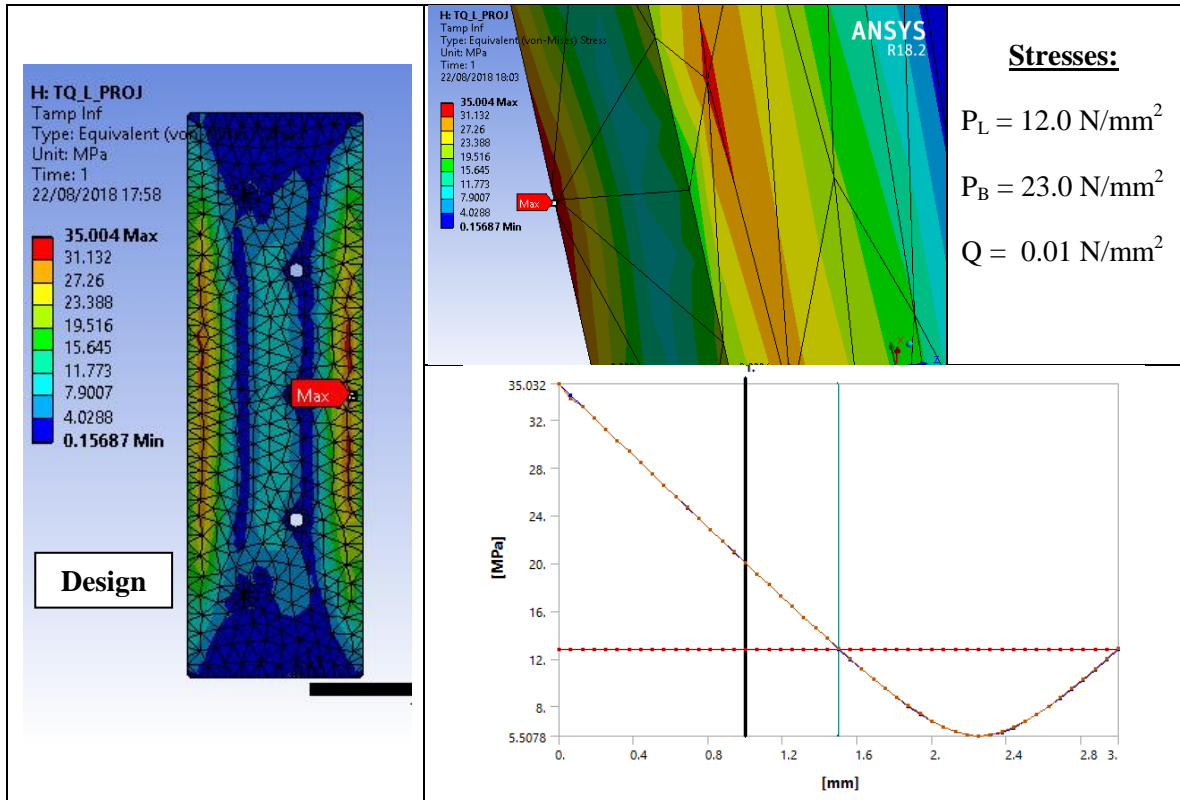 H: TQ_L_PROJ
Tamp Inf
Type: Equivalent (von-Mises) Stress
Unit: MPa
Time: 1
22/08/2018 17:58
35.004 Max
31.132
27.26
23.388
19.516
15.645
11.773
7.9007
4.0288
0.15687 Min
Max
Design
H: TQ_L_PROJ
Tamp Inf
Type: Equivalent (von-Mises) Stress
Unit: MPa
Time: 1
22/08/2018 18:03
35.004 Max
31.132
27.26
23.388
19.516
15.645
11.773
7.9007
4.0288
0.15687 Min
Max
ANSYS
R18.2
Stresses:
P_L = 12.0 N/mm²
P_B = 23.0 N/mm²
Q = 0.01 N/mm²
1.
35.032
32.
28.
24.
20.
16.
12.
8.
5.5078
[MPa]
0. 0.4 0.8 1.2 1.6 2. 2.4 2.8 3.
[mm]